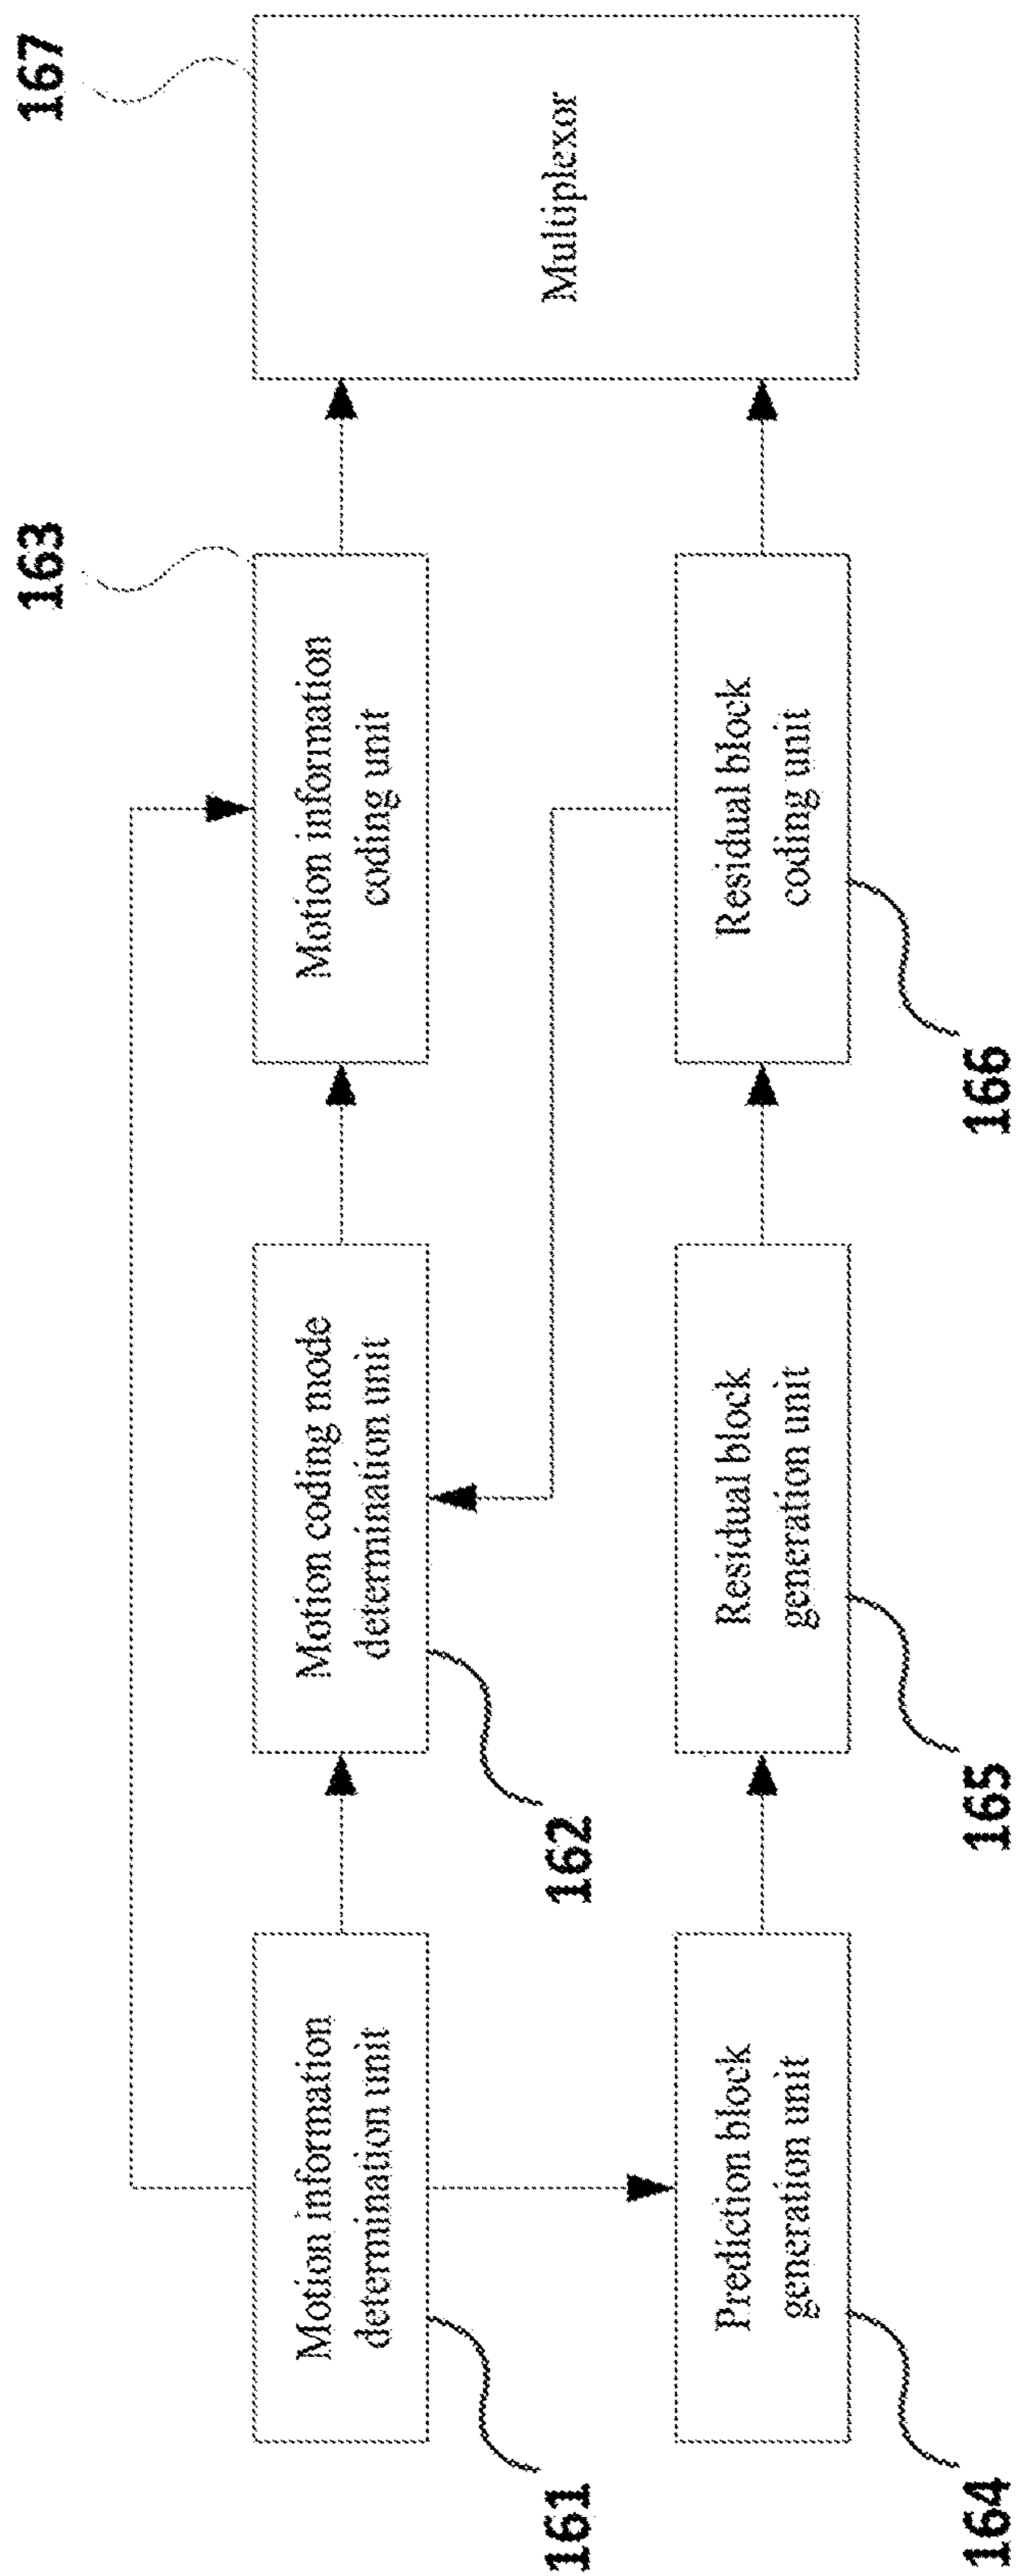 163
167
Motion information
determination unit
Motion coding mode
determination unit
Motion information
coding unit
Multiplexor
161
162
Prediction block
generation unit
Residual block
generation unit
Residual block
coding unit
164
165
166